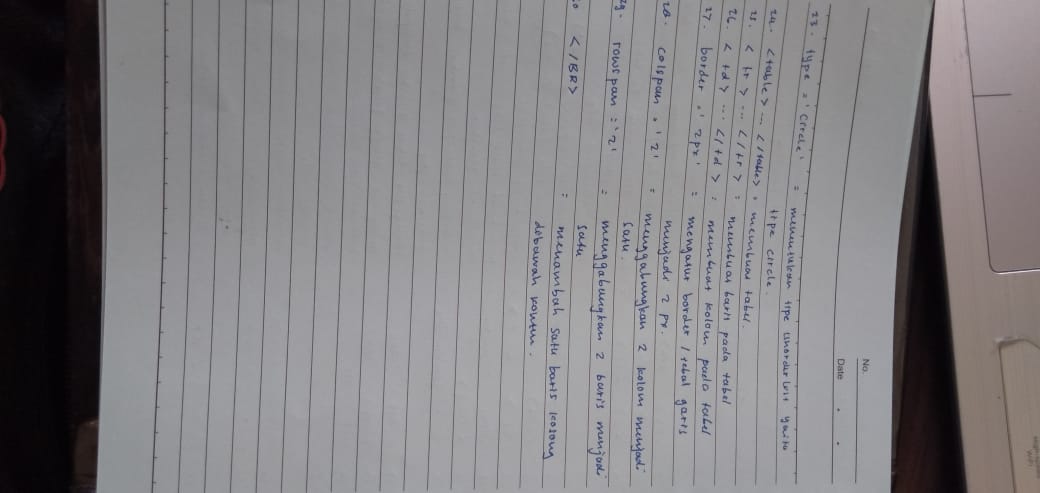 No.
Date
23. type = 'Circle' = menentukan tipe unorder list yaitu
tipe circle.
24. <table> ... </table> = membuat tabel.
25. < tr > ... </ tr > = membuat baris pada tabel
26. < td > ... </ td > = membuat kolom pada tabel
27. border = ' 2px ' = mengatur border / tebal garis
menjadi 2 px.
28. colspan = ' 2 ' = menggabungkan 2 kolom menjadi
satu.
29. rowspan = '2' = menggabungkan 2 baris menjadi
satu
30 </BR> = menambah satu baris kosong
dibawah konten.